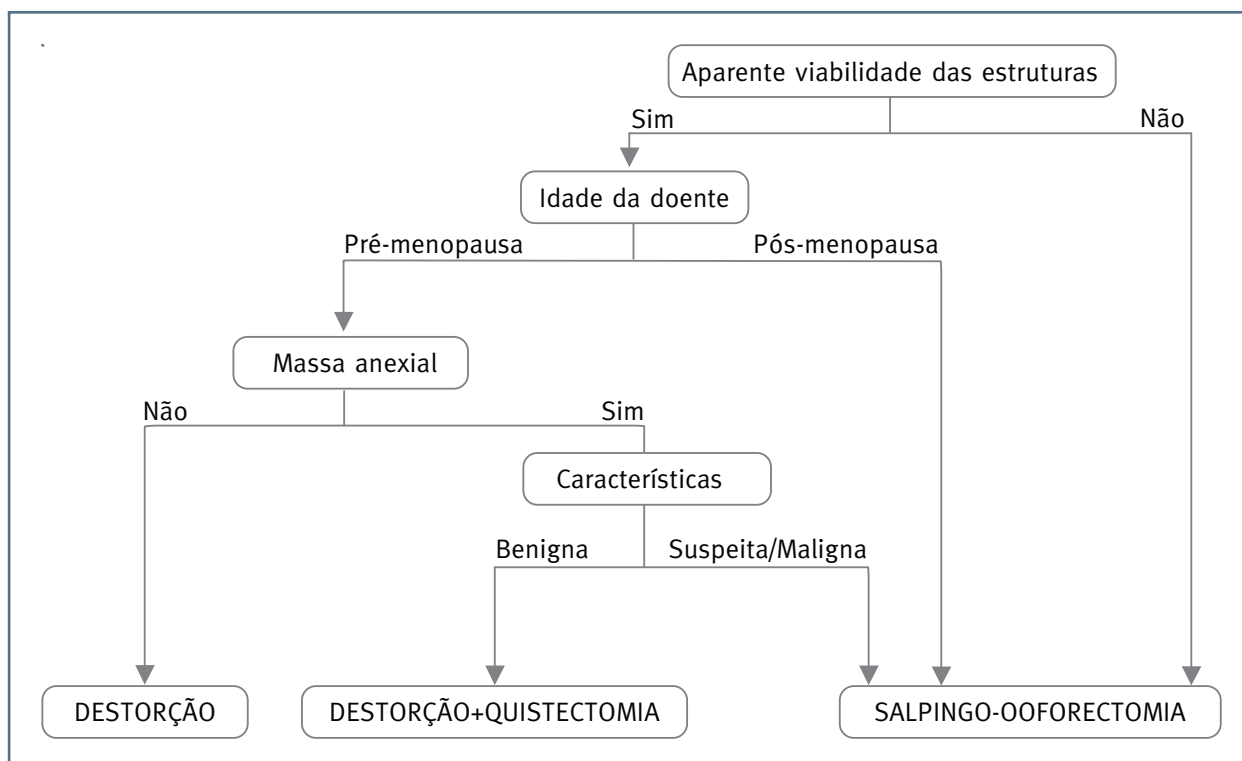 Aparente viabilidade das estruturas
Sim
Não
Idade da doente
Pré-menopausa
Pós-menopausa
Massa anexial
Não
Sim
Características
Benigna
Suspeita/Maligna
DESTORÇÃO
DESTORÇÃO+QUISTECTOMIA
SALPINGO-OOFORECTOMIA